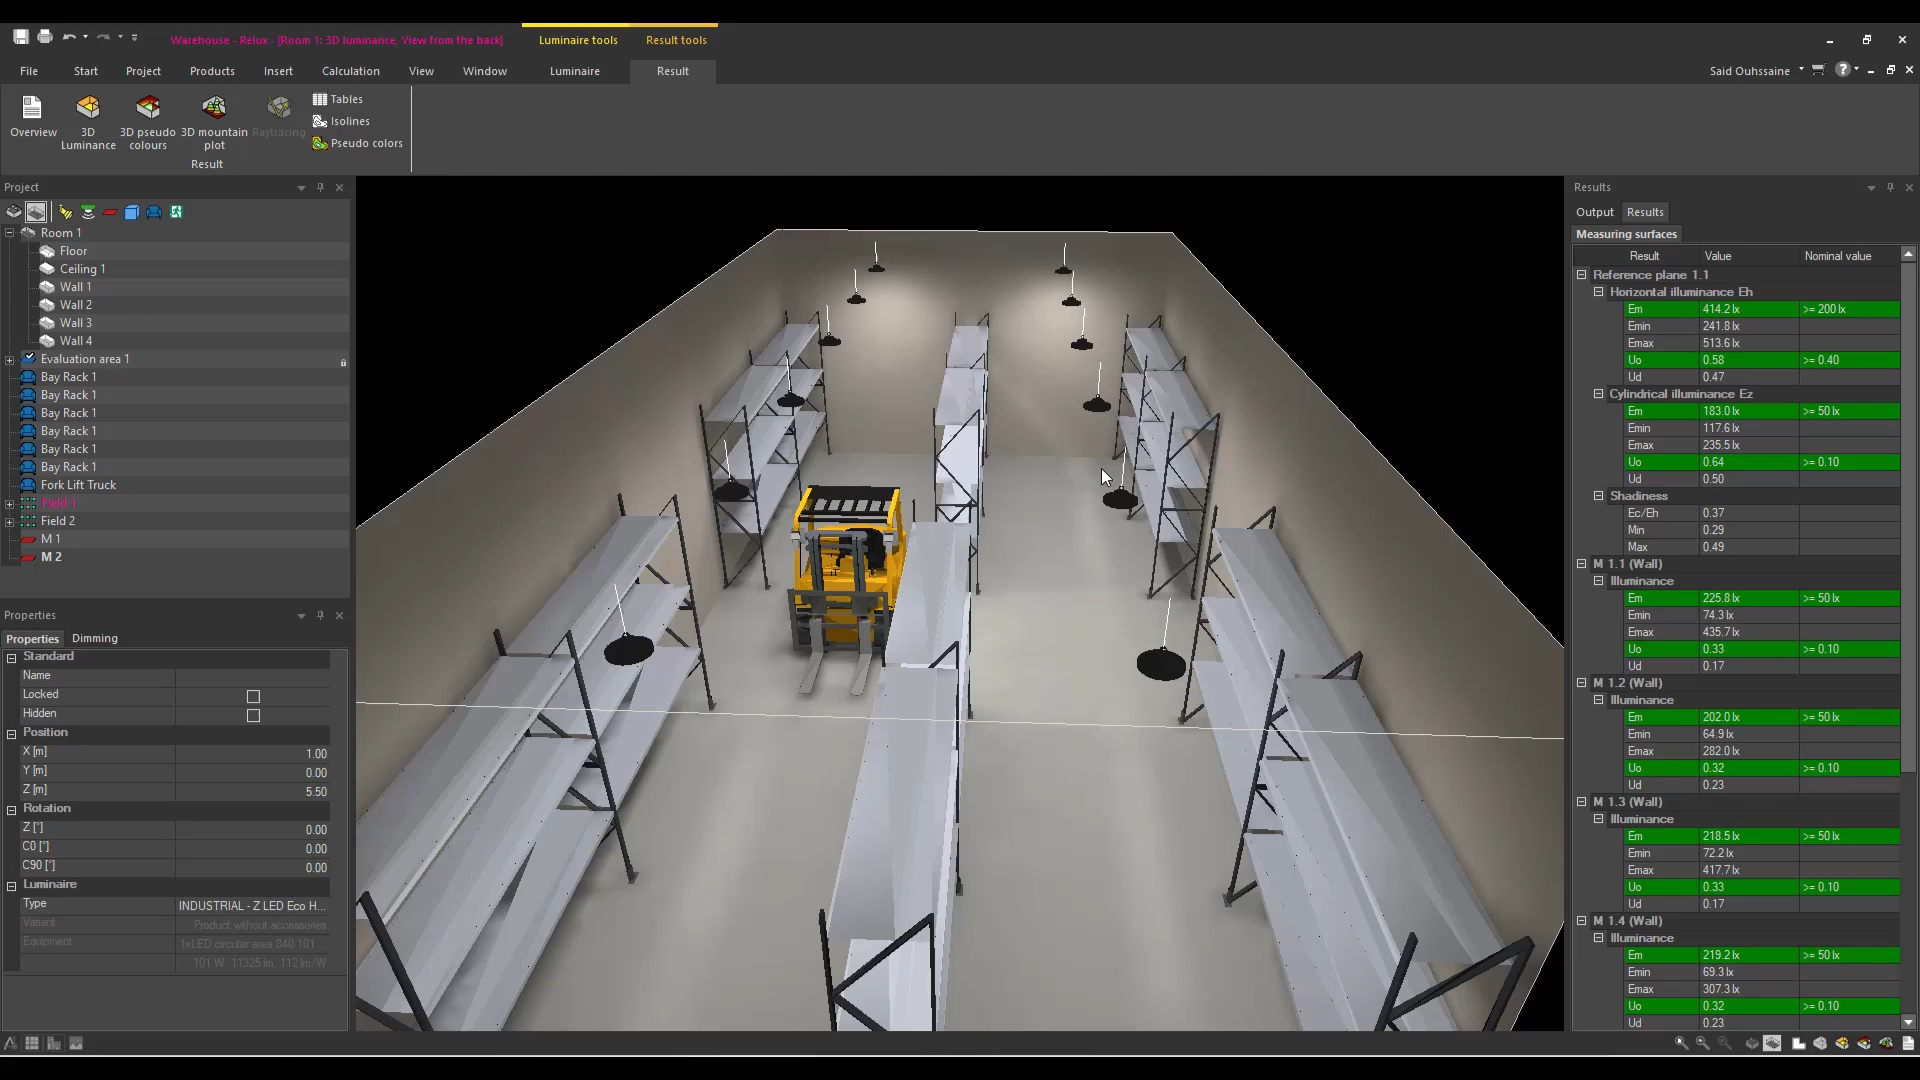 Warehouse - Relux - [Room 1: 3D luminance, View from the back]
Luminaire tools
Result tools
File
Start
Project
Products
Insert
Calculation
View
Window
Luminaire
Result
Said Ouhssaine
Overview
3D Luminance
3D pseudo colours
3D mountain plot
Raytracing
Tables
Isolines
Pseudo colors
Result
Project
Room 1
Floor
Ceiling 1
Wall 1
Wall 2
Wall 3
Wall 4
Evaluation area 1
Bay Rack 1
Bay Rack 1
Bay Rack 1
Bay Rack 1
Bay Rack 1
Bay Rack 1
Fork Lift Truck
Field 1
Field 2
M 1
M 2
Properties
Properties Dimming
Standard
Name
Locked
Hidden
Position
X [m] 1.00
Y [m] 0.00
Z [m] 5.50
Rotation
Z [°] 0.00
C0 [°] 0.00
C90 [°] 0.00
Luminaire
Type INDUSTRIAL - Z LED Eco H...
Variant Product without accessories
Equipment 1xLED circular area 840 101 ...
101 W, 11325 lm, 112 lm/W
Results
Output Results
Measuring surfaces
Result Value Nominal value
Reference plane 1.1
Horizontal illuminance Eh
Em 414.2 lx >= 200 lx
Emin 241.8 lx
Emax 513.6 lx
Uo 0.58 >= 0.40
Ud 0.47
Cylindrical illuminance Ez
Em 183.0 lx >= 50 lx
Emin 117.6 lx
Emax 235.5 lx
Uo 0.64 >= 0.10
Ud 0.50
Shadiness
Ec/Eh 0.37
Min 0.29
Max 0.49
M 1.1 (Wall)
Illuminance
Em 225.8 lx >= 50 lx
Emin 74.3 lx
Emax 435.7 lx
Uo 0.33 >= 0.10
Ud 0.17
M 1.2 (Wall)
Illuminance
Em 202.0 lx >= 50 lx
Emin 64.9 lx
Emax 282.0 lx
Uo 0.32 >= 0.10
Ud 0.23
M 1.3 (Wall)
Illuminance
Em 218.5 lx >= 50 lx
Emin 72.2 lx
Emax 417.7 lx
Uo 0.33 >= 0.10
Ud 0.17
M 1.4 (Wall)
Illuminance
Em 219.2 lx >= 50 lx
Emin 69.3 lx
Emax 307.3 lx
Uo 0.32 >= 0.10
Ud 0.23